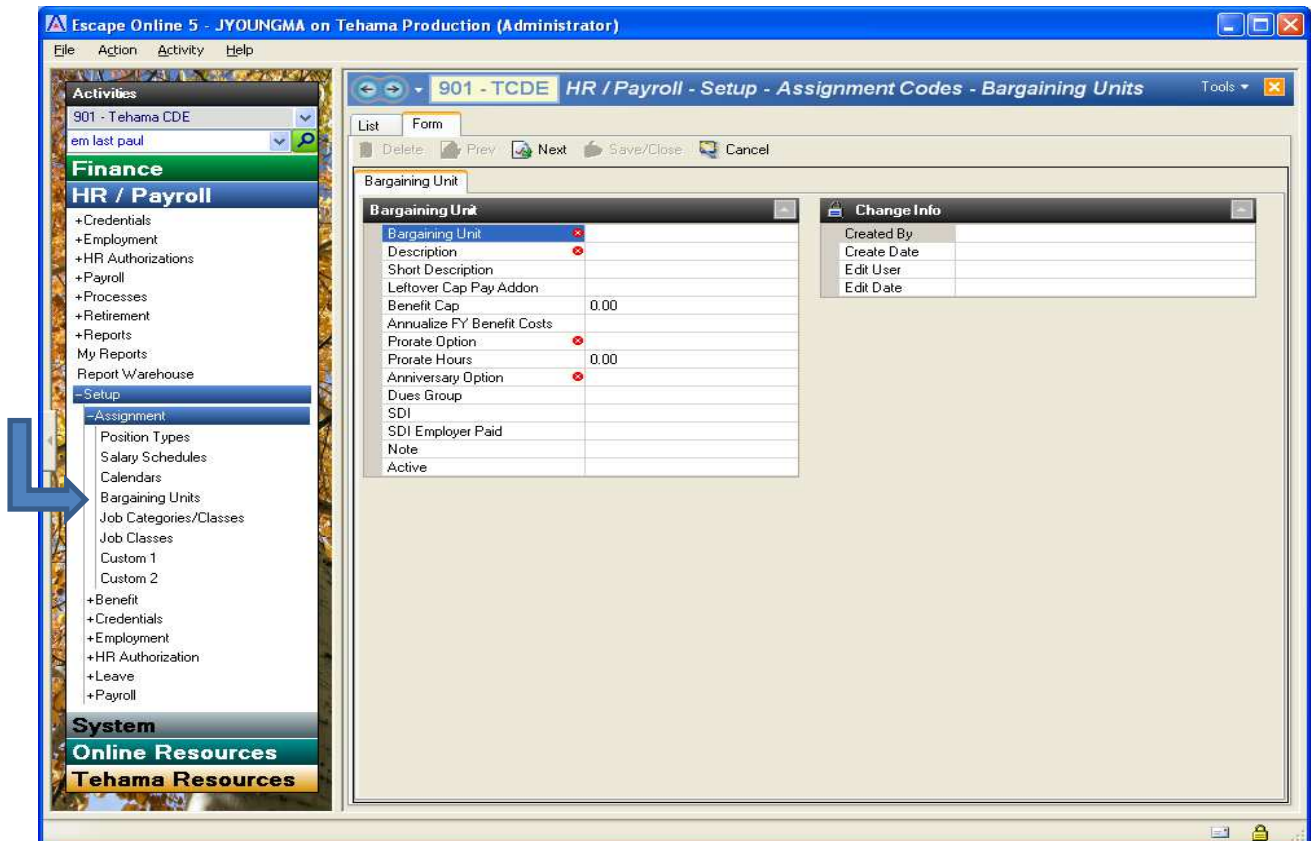 Escape Online 5 - JYOUNGMA on Tehama Production (Administrator)
File Action Activity Help
Activities
901 - Tehama CDE
em last paul
Finance
HR / Payroll
+Credentials
+Employment
+HR Authorizations
+Payroll
+Processes
+Retirement
+Reports
My Reports
Report Warehouse
-Setup
-Assignment
Position Types
Salary Schedules
Calendars
Bargaining Units
Job Categories/Classes
Job Classes
Custom 1
Custom 2
+Benefit
+Credentials
+Employment
+HR Authorization
+Leave
+Payroll
System
Online Resources
Tehama Resources
901 - TCDE HR / Payroll - Setup - Assignment Codes - Bargaining Units Tools
List Form
Delete Prev Next Save/Close Cancel
Bargaining Unit
Bargaining Unit
Bargaining Unit
Description
Short Description
Leftover Cap Pay Addon
Benefit Cap 0.00
Annualize FY Benefit Costs
Prorate Option
Prorate Hours 0.00
Anniversary Option
Dues Group
SDI
SDI Employer Paid
Note
Active
Change Info
Created By
Create Date
Edit User
Edit Date